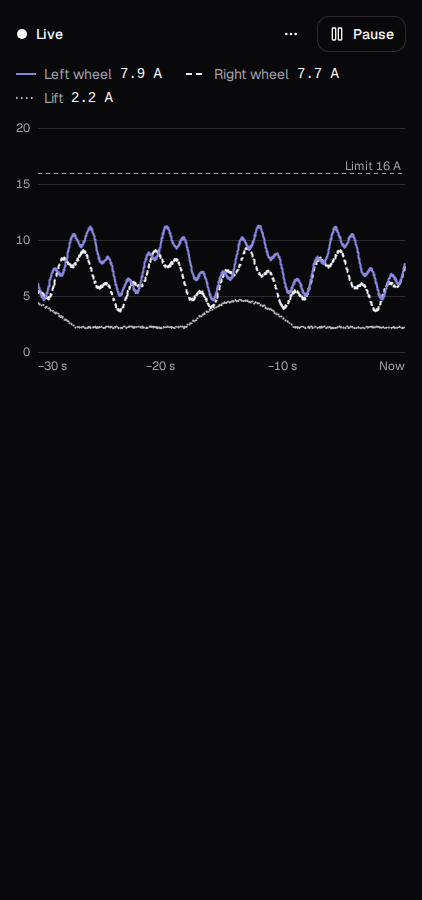 Live
Pause
Left wheel 7.9 A
Right wheel 7.7 A
Lift 2.2 A
20
Limit 16 A
15
10
5
0
−30 s
−20 s
−10 s
Now